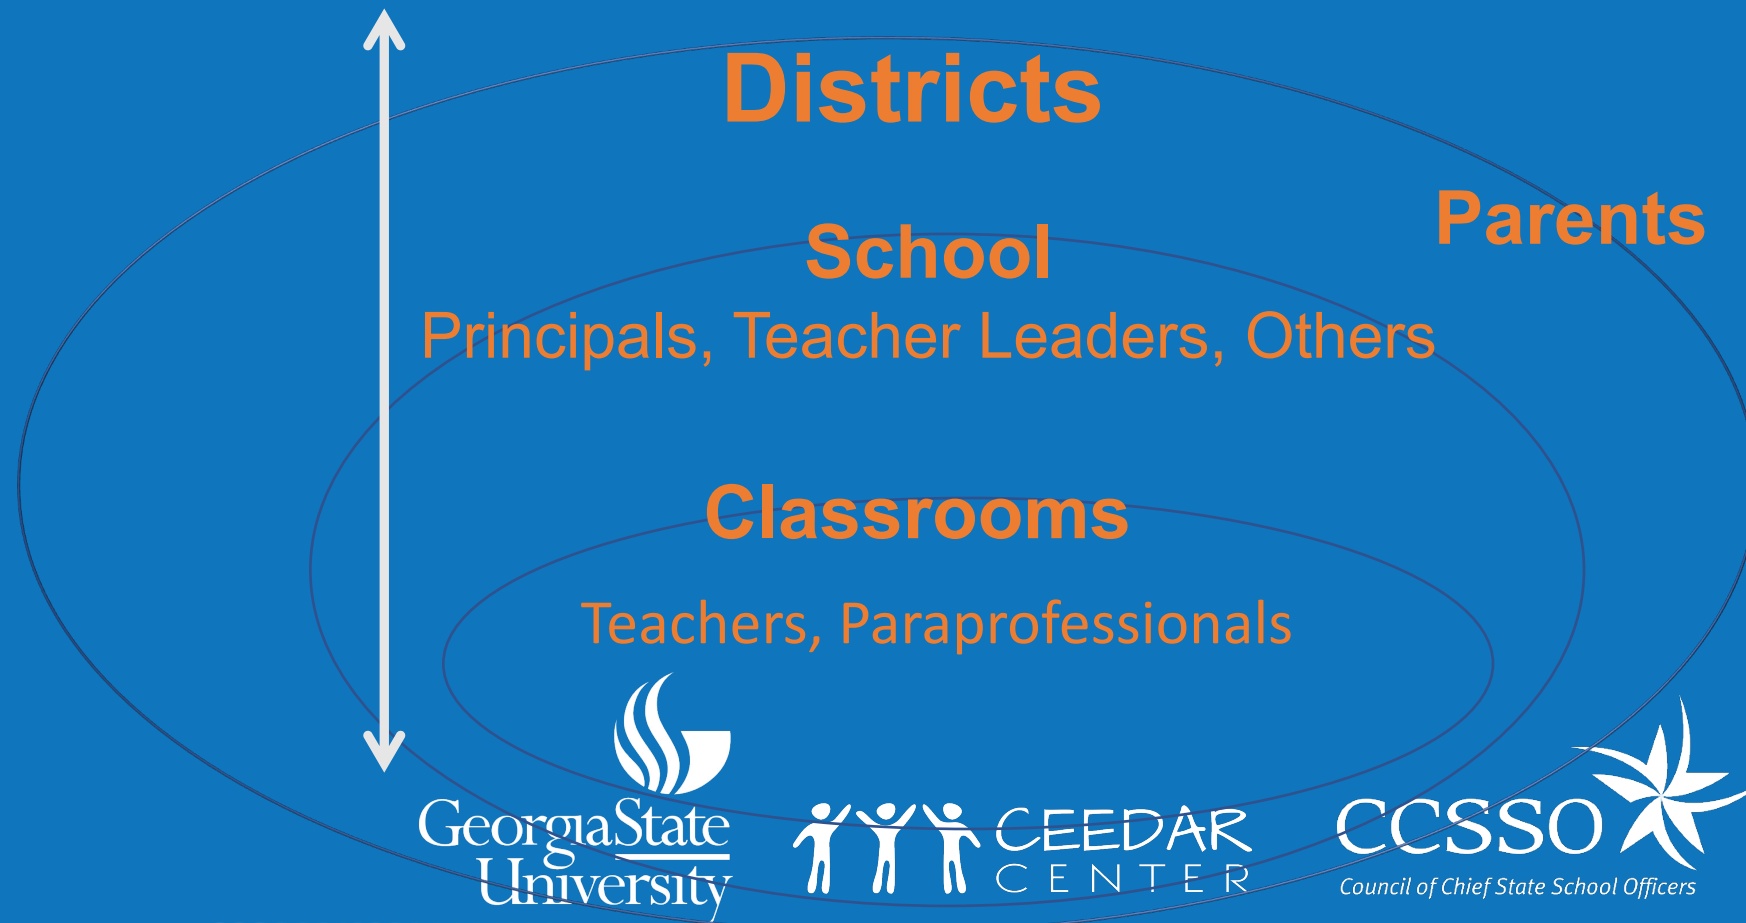 Districts
Parents
School
Principals, Teacher Leaders, Others
Classrooms
Teachers, Paraprofessionals
GeorgiaState
University
CEEDAR
CENTER
CCSSO
Council of Chief State School Officers